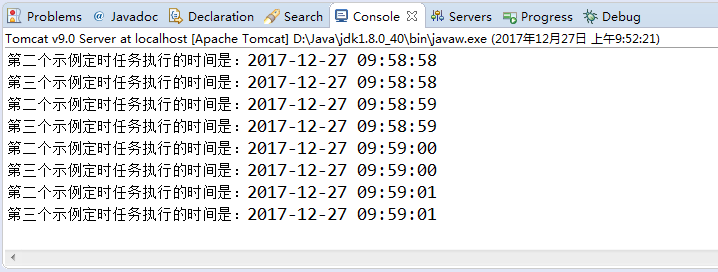 Problems @ Javadoc Declaration Search Console Servers Progress Debug
Tomcat v9.0 Server at localhost [Apache Tomcat] D:\Java\jdk1.8.0_40\bin\javaw.exe (2017年12月27日 上午9:52:21)
第二个示例定时任务执行的时间是：2017-12-27 09:58:58
第三个示例定时任务执行的时间是：2017-12-27 09:58:58
第二个示例定时任务执行的时间是：2017-12-27 09:58:59
第三个示例定时任务执行的时间是：2017-12-27 09:58:59
第二个示例定时任务执行的时间是：2017-12-27 09:59:00
第三个示例定时任务执行的时间是：2017-12-27 09:59:00
第二个示例定时任务执行的时间是：2017-12-27 09:59:01
第三个示例定时任务执行的时间是：2017-12-27 09:59:01